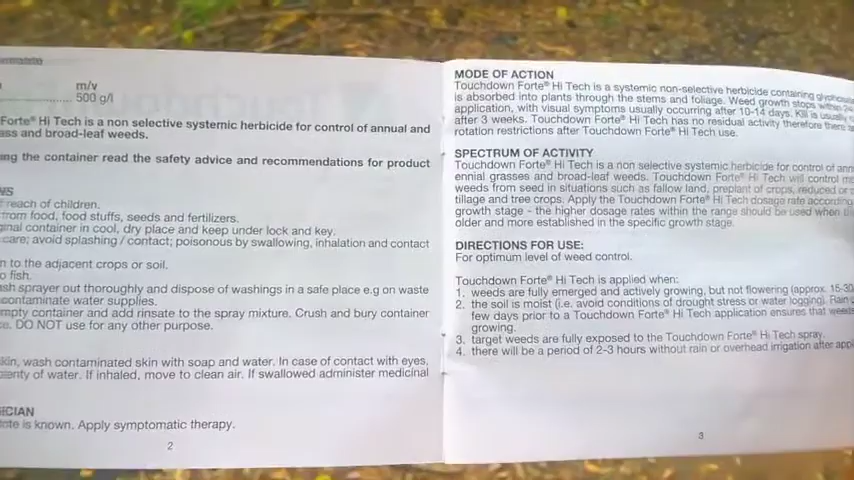 m/v
500 g/l
Forte® Hi Tech is a non selective systemic herbicide for control of annual and
ass and broad-leaf weeds.
ing the container read the safety advice and recommendations for product
NS
reach of children.
from food, food stuffs, seeds and fertilizers.
ginal container in cool, dry place and keep under lock and key.
care; avoid splashing / contact; poisonous by swallowing, inhalation and contact
n to the adjacent crops or soil.
o fish.
ash sprayer out thoroughly and dispose of washings in a safe place e.g on waste
contaminate water supplies.
mpty container and add rinsate to the spray mixture. Crush and bury container
DO NOT use for any other purpose.
skin, wash contaminated skin with soap and water. In case of contact with eyes,
plenty of water. If inhaled, move to clean air. If swallowed administer medicinal
SICIAN
is known. Apply symptomatic therapy.
2
MODE OF ACTION
Touchdown Forte® Hi Tech is a systemic non-selective herbicide containing
is absorbed into plants through the stems and foliage. Weed growth stops within
application, with visual symptoms usually occurring after 10-14 days. Kill is usually
after 3 weeks. Touchdown Forte® Hi Tech has no residual activity therefore there
rotation restrictions after Touchdown Forte® Hi Tech use.
SPECTRUM OF ACTIVITY
Touchdown Forte® Hi Tech is a non selective systemic herbicide for control of ann
ennial grasses and broad-leaf weeds. Touchdown Forte® Hi Tech will control
weeds from seed in situations such as fallow land, preplant of crops, reduced or
tillage and tree crops. Apply the Touchdown Forte® Hi Tech dosage rate according
growth stage - the higher dosage rates within the range should be used when
older and more established in the specific growth stage.
DIRECTIONS FOR USE:
For optimum level of weed control.
Touchdown Forte® Hi Tech is applied when:
1. weeds are fully emerged and actively growing, but not flowering (approx. 15-30
2. the soil is moist (i.e. avoid conditions of drought stress or water logging). Rain
few days prior to a Touchdown Forte® Hi Tech application ensures that weeds
growing.
3. target weeds are fully exposed to the Touchdown Forte® Hi Tech spray.
4. there will be a period of 2-3 hours without rain or overhead irrigation after
3